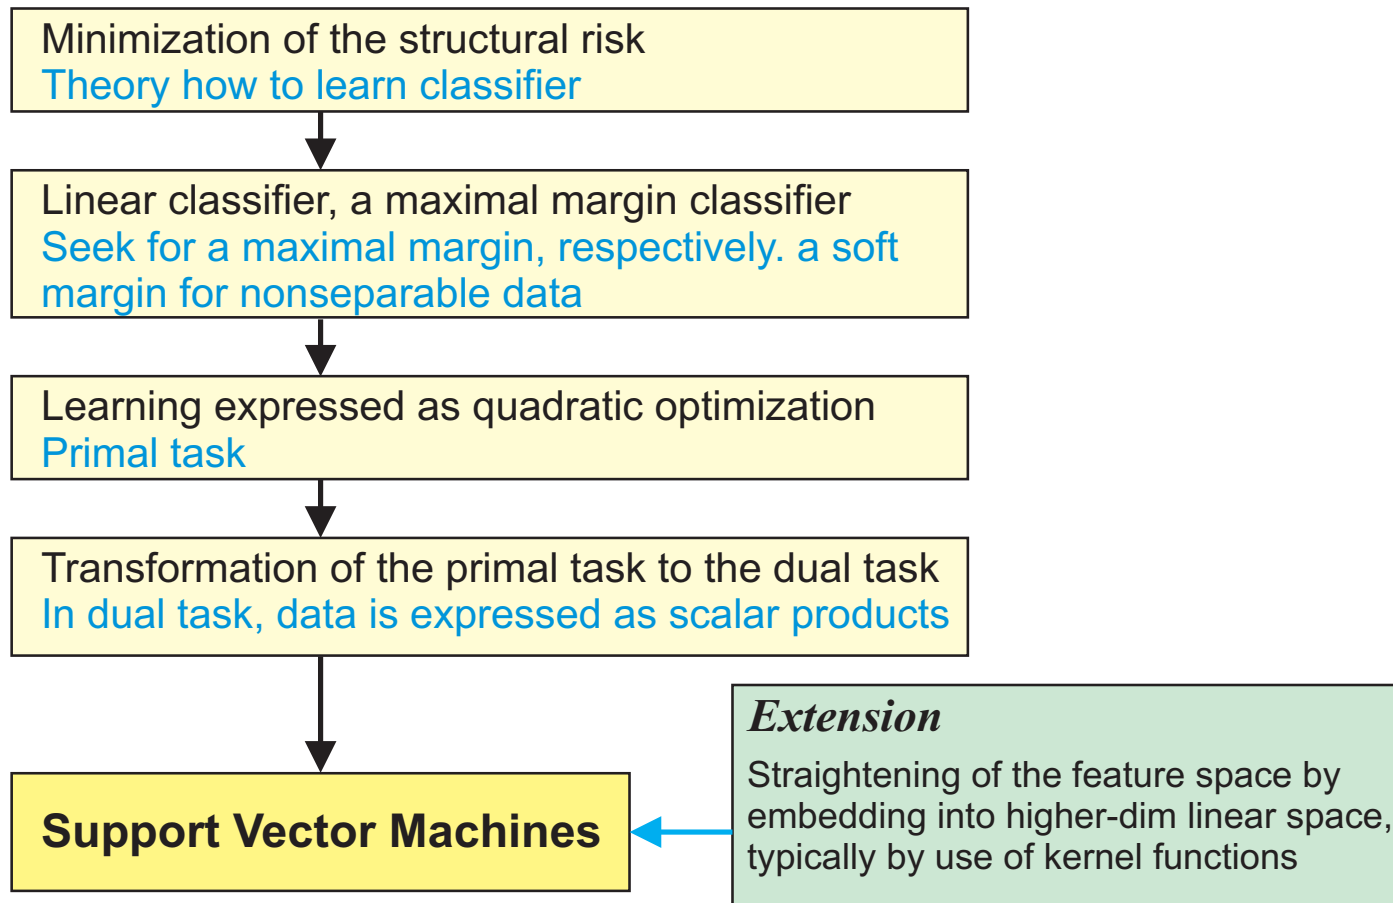 Minimization of the structural risk
Theory how to learn classifier
Linear classifier, a maximal margin classifier
Seek for a maximal margin, respectively. a soft
margin for nonseparable data
Learning expressed as quadratic optimization
Primal task
Transformation of the primal task to the dual task
In dual task, data is expressed as scalar products
Support Vector Machines
Extension
Straightening of the feature space by
embedding into higher-dim linear space,
typically by use of kernel functions